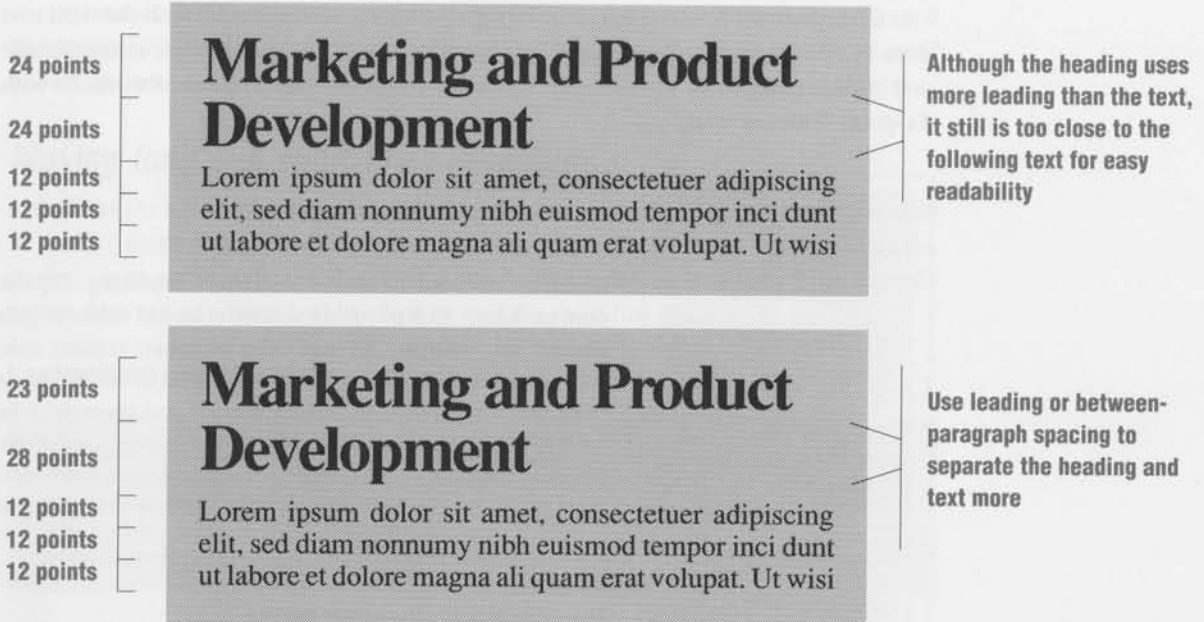 24 points
24 points
12 points
12 points
12 points
Marketing and Product
Development
Lorem ipsum dolor sit amet, consectetuer adipiscing
elit, sed diam nonnumy nibh euismod tempor inci dunt
ut labore et dolore magna ali quam erat volupat. Ut wisi
Although the heading uses
more leading than the text,
it still is too close to the
following text for easy
readability
23 points
28 points
12 points
12 points
12 points
Marketing and Product
Development
Lorem ipsum dolor sit amet, consectetuer adipiscing
elit, sed diam nonnumy nibh euismod tempor inci dunt
ut labore et dolore magna ali quam erat volupat. Ut wisi
Use leading or between-
paragraph spacing to
separate the heading and
text more